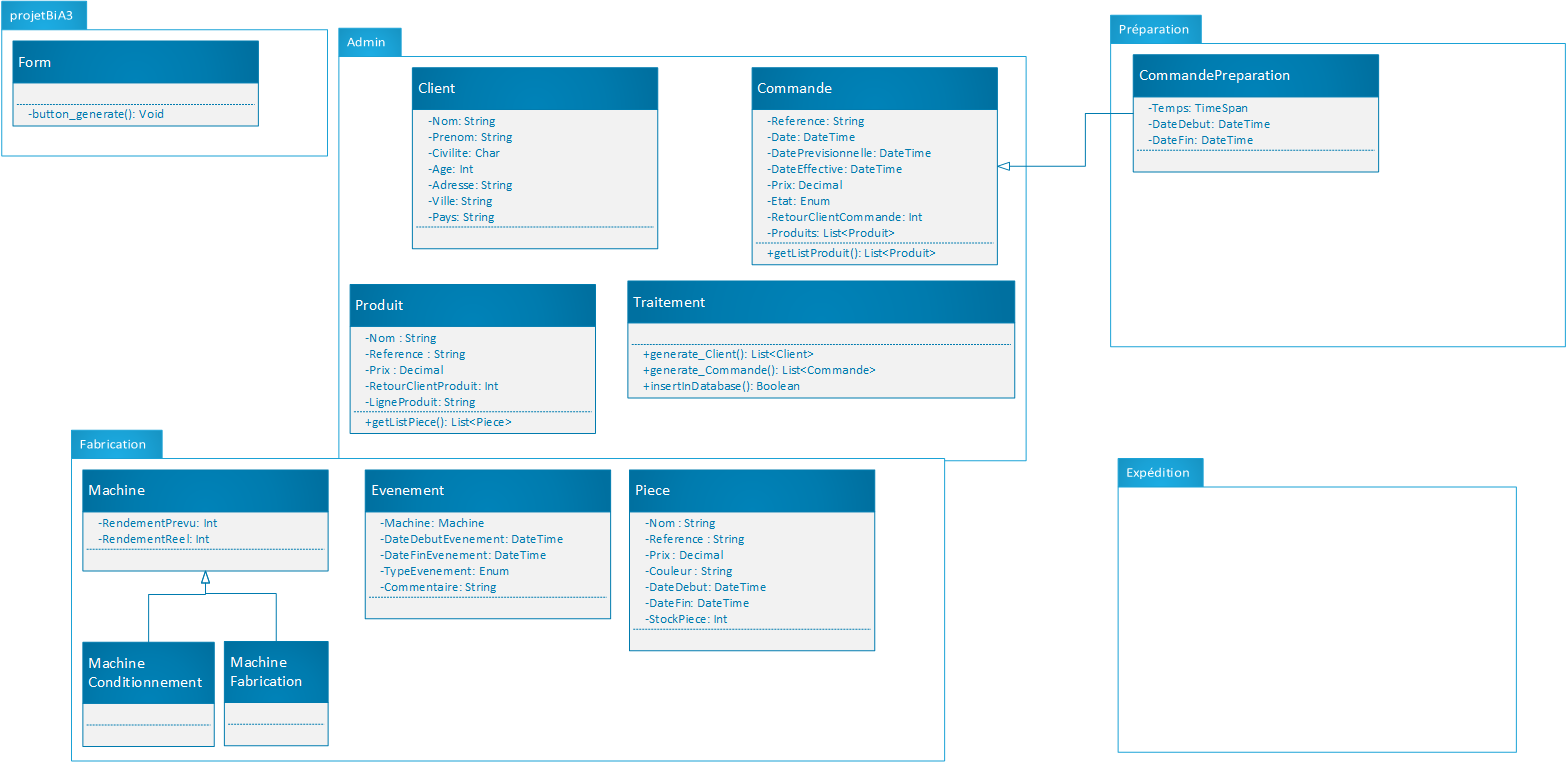 projetBiA3
Form
-button_generate(): Void
Admin
Client
-Nom: String
-Prenom: String
-Civilite: Char
-Age: Int
-Adresse: String
-Ville: String
-Pays: String
Commande
-Reference: String
-Date: DateTime
-DatePrevisionnelle: DateTime
-DateEffective: DateTime
-Prix: Decimal
-Etat: Enum
-RetourClientCommande: Int
-Produits: List<Produit>
+getListProduit(): List<Produit>
Produit
-Nom : String
-Reference : String
-Prix : Decimal
-RetourClientProduit: Int
-LigneProduit: String
+getListPiece(): List<Piece>
Traitement
+generate_Client(): List<Client>
+generate_Commande(): List<Commande>
+insertInDatabase(): Boolean
Préparation
CommandePreparation
-Temps: TimeSpan
-DateDebut: DateTime
-DateFin: DateTime
Fabrication
Machine
-RendementPrevu: Int
-RendementReel: Int
Evenement
-Machine: Machine
-DateDebutEvenement: DateTime
-DateFinEvenement: DateTime
-TypeEvenement: Enum
-Commentaire: String
Piece
-Nom : String
-Reference : String
-Prix : Decimal
-Couleur : String
-DateDebut: DateTime
-DateFin: DateTime
-StockPiece: Int
Machine
Conditionnement
Machine
Fabrication
Expédition